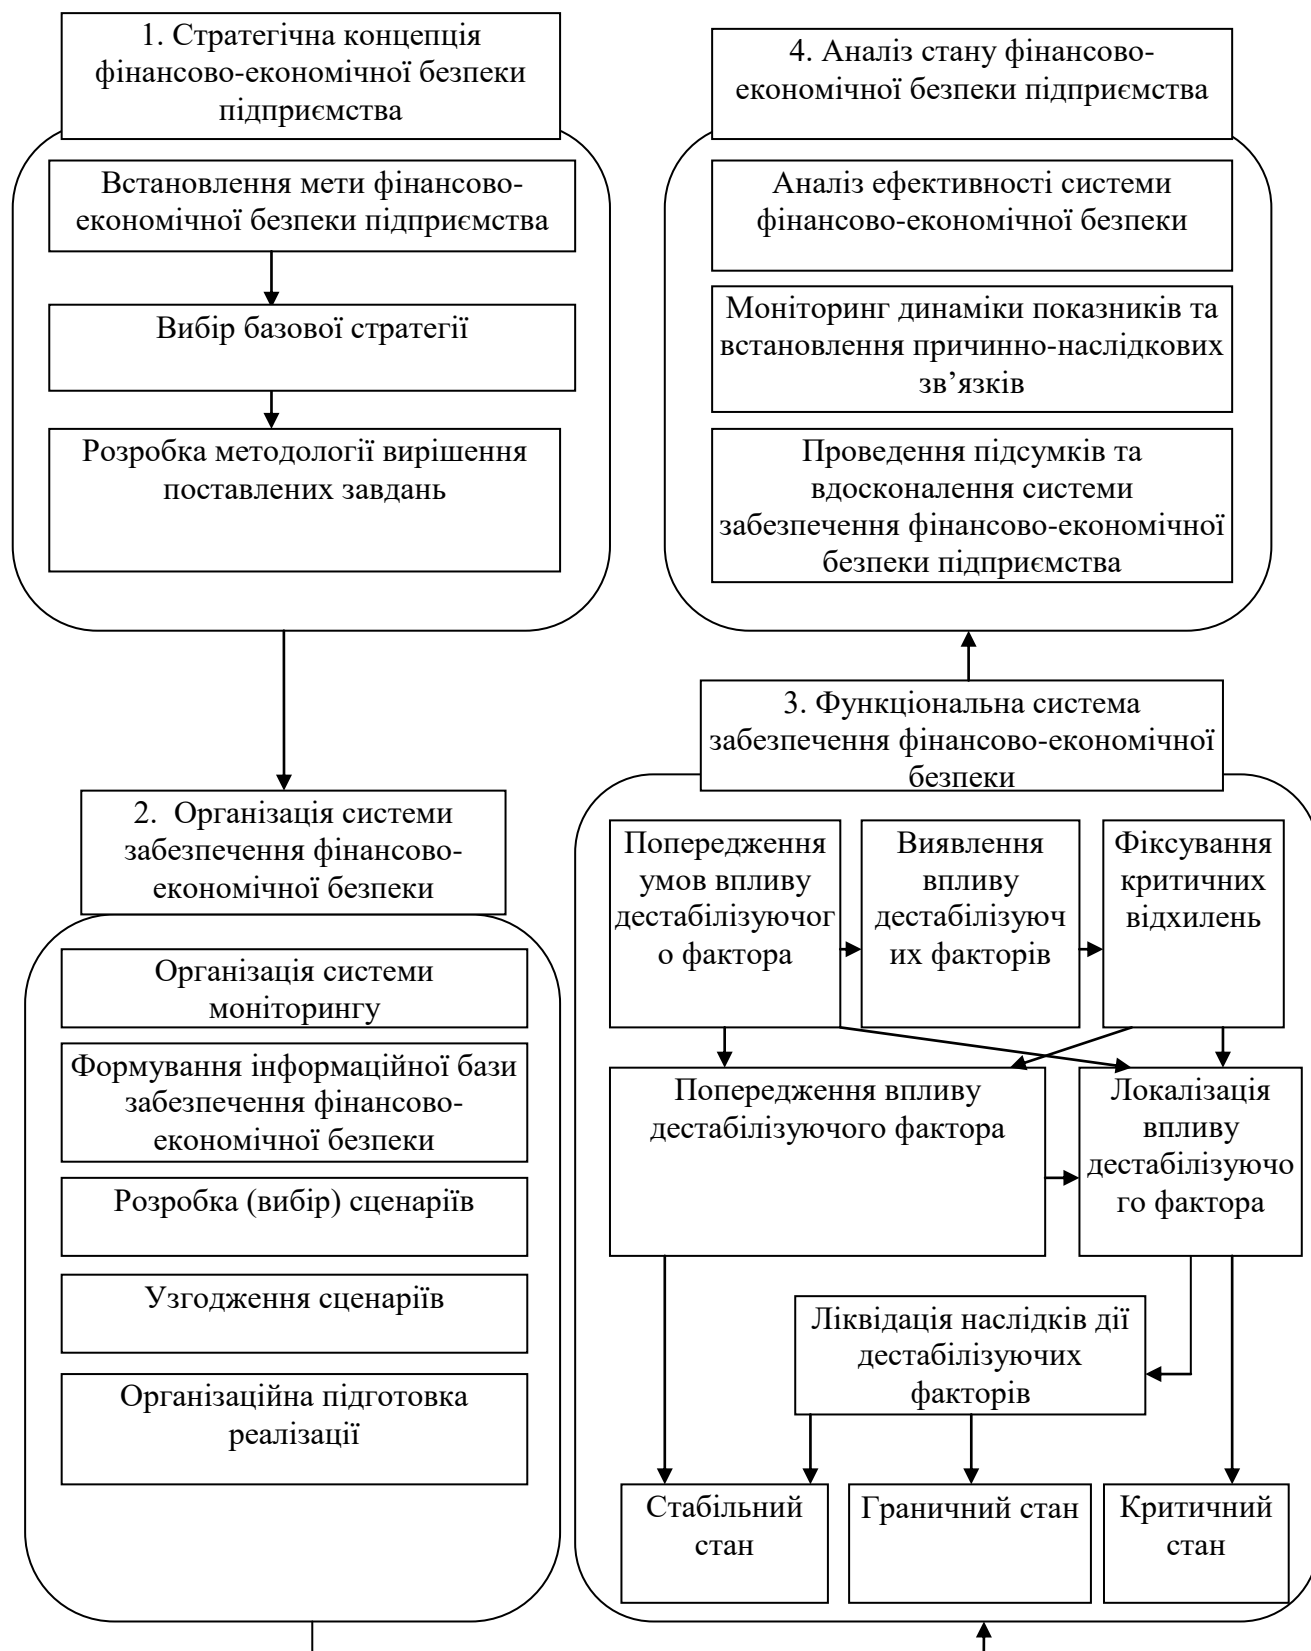 1. Стратегічна концепція
фінансово-економічної безпеки
підприємства
Встановлення мети фінансово-
економічної безпеки підприємства
Вибір базової стратегії
Розробка методології вирішення
поставлених завдань
2. Організація системи
забезпечення фінансово-
економічної безпеки
Організація системи
моніторингу
Формування інформаційної бази
забезпечення фінансово-
економічної безпеки
Розробка (вибір) сценаріїв
Узгодження сценаріїв
Організаційна підготовка
реалізації
4. Аналіз стану фінансово-
економічної безпеки підприємства
Аналіз ефективності системи
фінансово-економічної безпеки
Моніторинг динаміки показників та
встановлення причинно-наслідкових
зв’язків
Проведення підсумків та
вдосконалення системи
забезпечення фінансово-економічної
безпеки підприємства
3. Функціональна система
забезпечення фінансово-економічної
безпеки
Попередження
умов впливу
дестабілізуючог
о фактора
Виявлення
впливу
дестабілізуюч
их факторів
Фіксування
критичних
відхилень
Попередження впливу
дестабілізуючого фактора
Локалізація
впливу
дестабілізуючо
го фактора
Ліквідація наслідків дії
дестабілізуючих
факторів
Стабільний
стан
Граничний стан
Критичний
стан